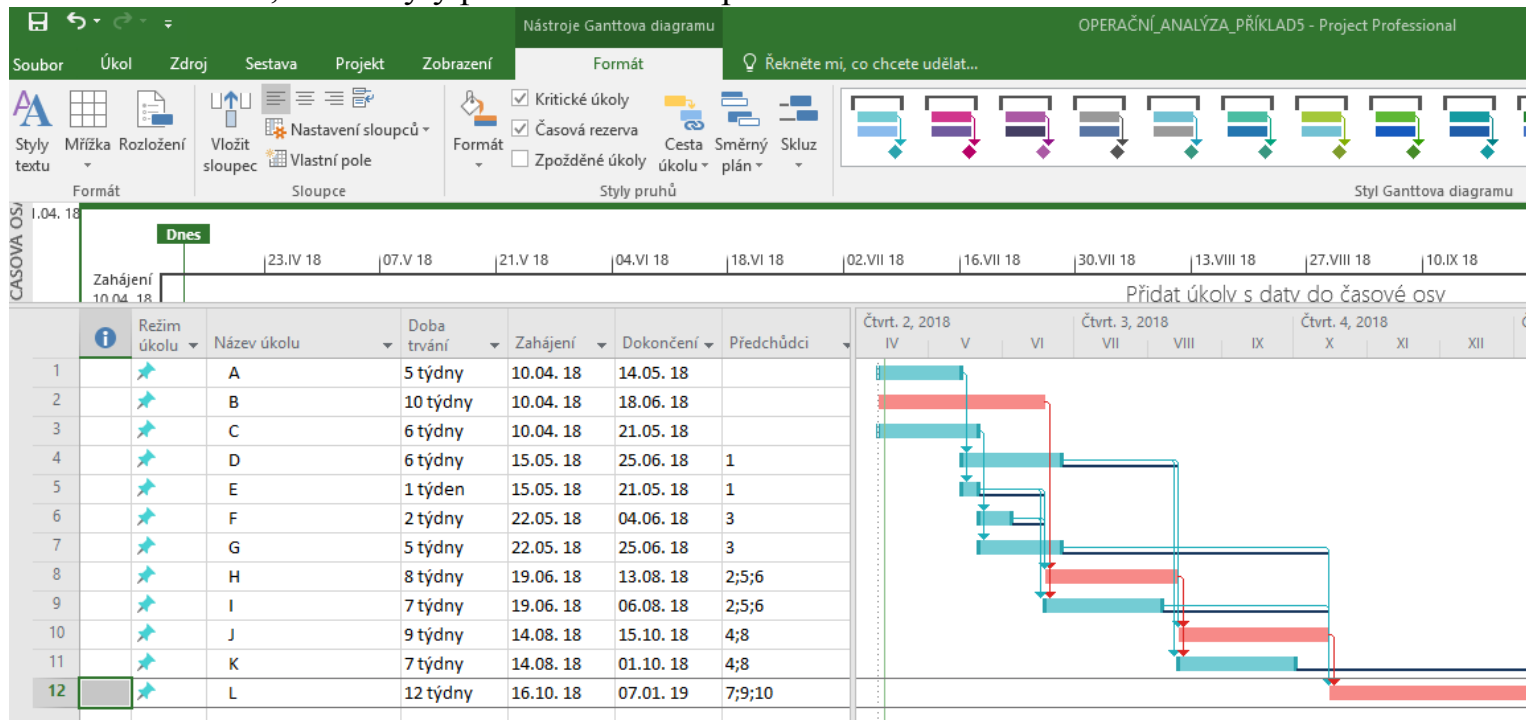 Nástroje Ganttova diagramu OPERAČNÍ_ANALÝZA_PŘÍKLAD5 - Project Professional
Soubor Úkol Zdroj Sestava Projekt Zobrazení Formát Řekněte mi, co chcete udělat...
Styly textu
Mřížka
Rozložení
Formát
Vložit sloupec
Nastavení sloupců
Vlastní pole
Sloupce
Formát
Kritické úkoly
Časová rezerva
Zpožděné úkoly
Cesta úkolu
Směrný plán
Skluz
Styly pruhů
Styl Ganttova diagramu
ČASOVÁ OSA
Dnes
23.IV 18 07.V 18 21.V 18 04.VI 18 18.VI 18 02.VII 18 16.VII 18 30.VII 18 13.VIII 18 27.VIII 18 10.IX 18
Zahájení
10.04. 18
Přidat úkoly s daty do časové osy
Režim úkolu Název úkolu Doba trvání Zahájení Dokončení Předchůdci
Čtvrt. 2, 2018 Čtvrt. 3, 2018 Čtvrt. 4, 2018
IV V VI VII VIII IX X XI XII
1 A 5 týdny 10.04. 18 14.05. 18
2 B 10 týdny 10.04. 18 18.06. 18
3 C 6 týdny 10.04. 18 21.05. 18
4 D 6 týdny 15.05. 18 25.06. 18 1
5 E 1 týden 15.05. 18 21.05. 18 1
6 F 2 týdny 22.05. 18 04.06. 18 3
7 G 5 týdny 22.05. 18 25.06. 18 3
8 H 8 týdny 19.06. 18 13.08. 18 2;5;6
9 I 7 týdny 19.06. 18 06.08. 18 2;5;6
10 J 9 týdny 14.08. 18 15.10. 18 4;8
11 K 7 týdny 14.08. 18 01.10. 18 4;8
12 L 12 týdny 16.10. 18 07.01. 19 7;9;10